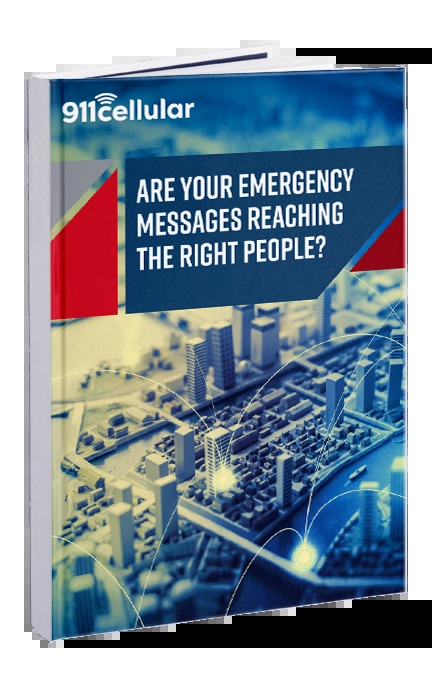 911cellular
ARE YOUR EMERGENCY
MESSAGES REACHING
THE RIGHT PEOPLE?